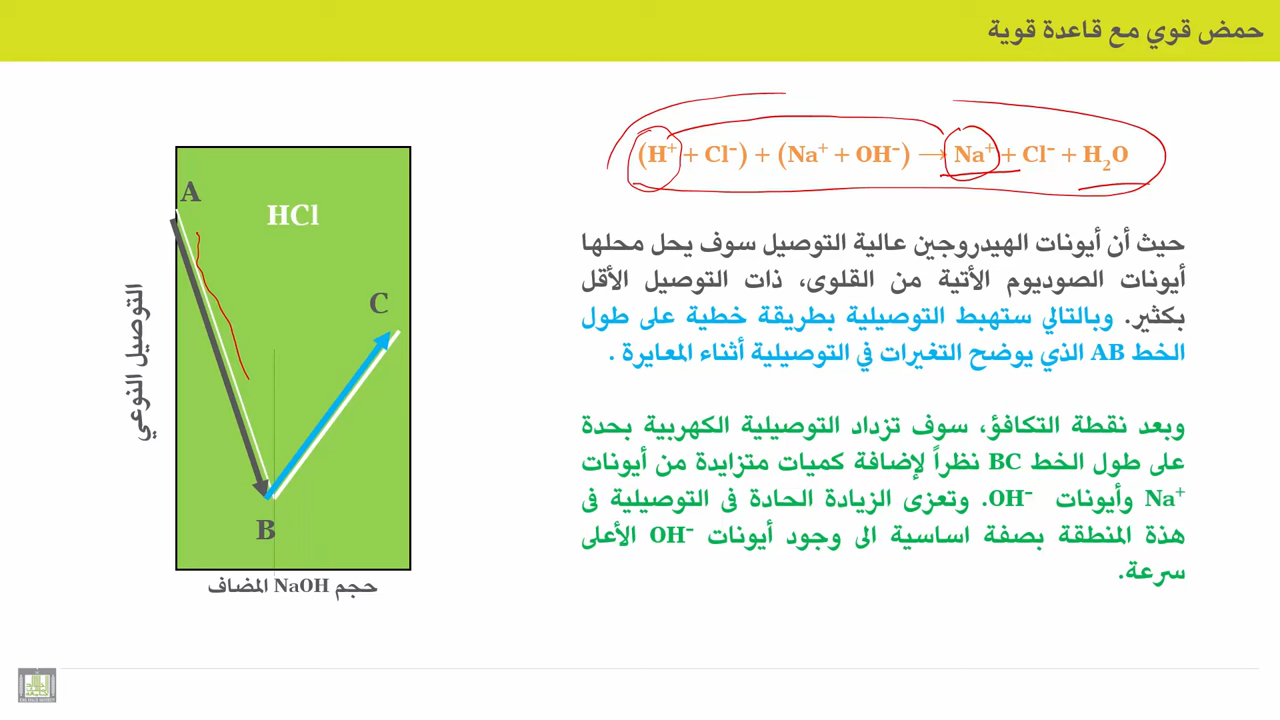 حمض قوي مع قاعدة قوية
(H⁺ + Cl⁻) + (Na⁺ + OH⁻) → Na⁺ + Cl⁻ + H₂O
حيث أن أيونات الهيدروجين عالية التوصيل سوف يحل محلها
أيونات الصوديوم الأتية من القلوى، ذات التوصيل الأقل
بكثير. وبالتالي ستهبط التوصيلية بطريقة خطية على طول
الخط AB الذي يوضح التغيرات في التوصيلية أثناء المعايرة .
وبعد نقطة التكافؤ، سوف تزداد التوصيلية الكهربية بحدة
على طول الخط BC نظراً لإضافة كميات متزايدة من أيونات
Na⁺ وأيونات OH⁻. وتعزى الزيادة الحادة فى التوصيلية فى
هذة المنطقة بصفة اساسية الى وجود أيونات OH⁻ الأعلى
سرعة.
A
HCl
C
B
التوصيل النوعي
حجم NaOH المضاف